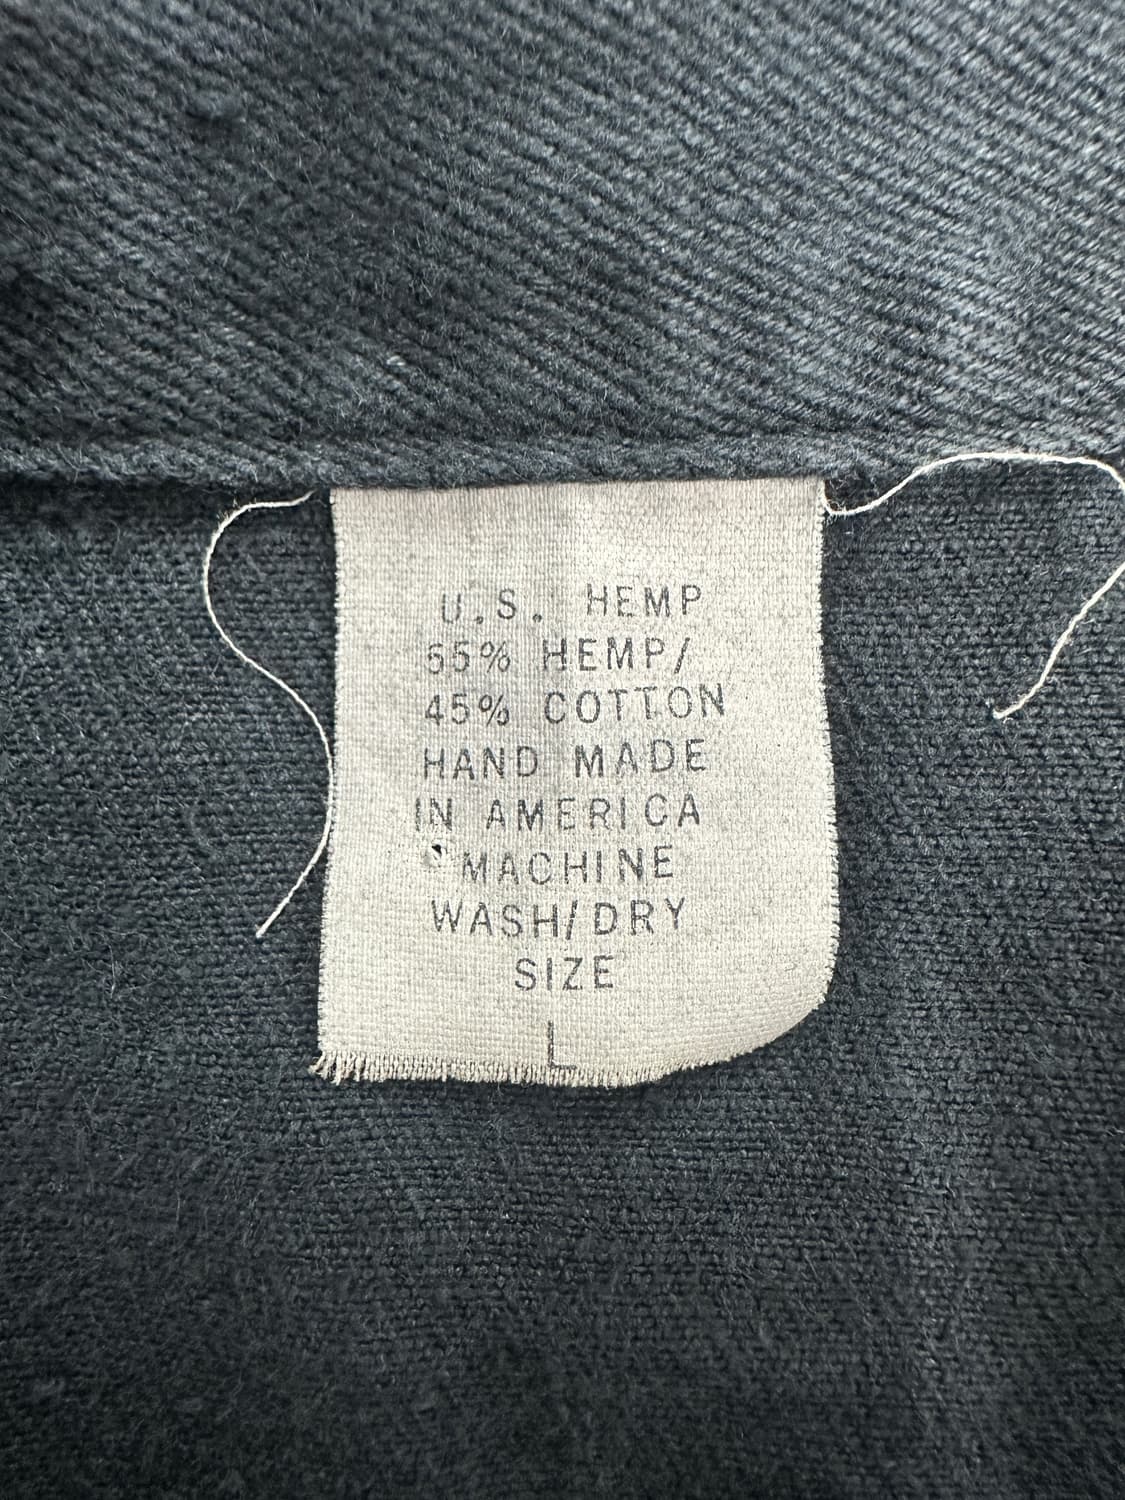 U.S. HEMP
55% HEMP/
45% COTTON
HAND MADE
IN AMERICA
MACHINE
WASH/DRY
SIZE
L